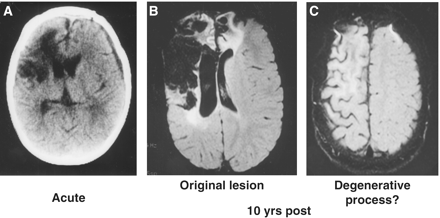 A
B
C
Acute
Original lesion
Degenerative
process?
10 yrs post